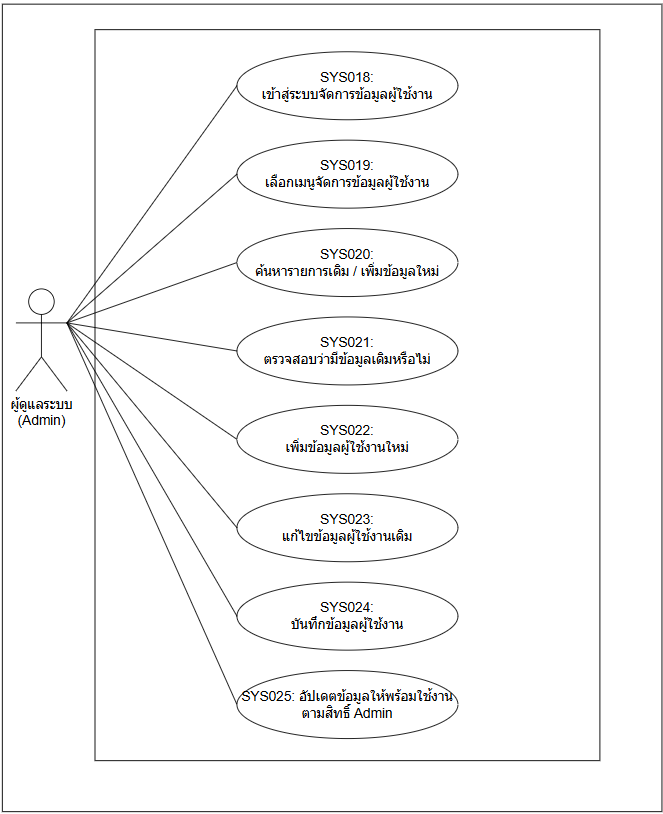 SYS018:
เข้าสู่ระบบจัดการข้อมูลผู้ใช้งาน
SYS019:
เลือกเมนูจัดการข้อมูลผู้ใช้งาน
SYS020:
ค้นหารายการเดิม / เพิ่มข้อมูลใหม่
SYS021:
ตรวจสอบว่ามีข้อมูลเดิมหรือไม่
ผู้ดูแลระบบ
(Admin)
SYS022:
เพิ่มข้อมูลผู้ใช้งานใหม่
SYS023:
แก้ไขข้อมูลผู้ใช้งานเดิม
SYS024:
บันทึกข้อมูลผู้ใช้งาน
SYS025: อัปเดตข้อมูลให้พร้อมใช้งาน
ตามสิทธิ์ Admin